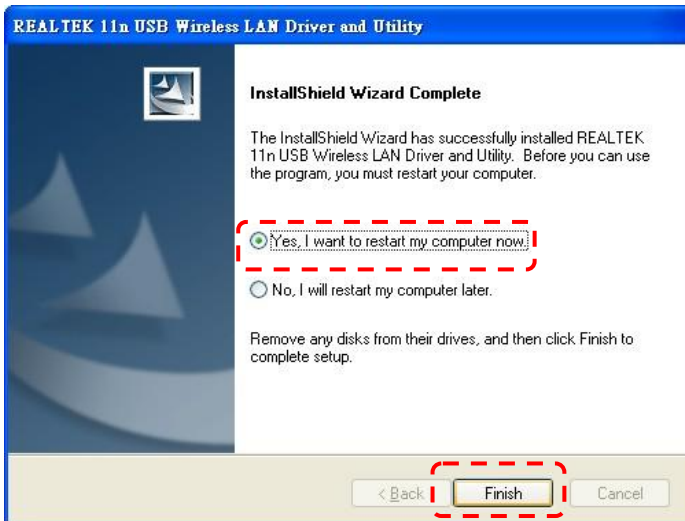 REALTEK 11n USB Wireless LAN Driver and Utility
InstallShield Wizard Complete
The InstallShield Wizard has successfully installed REALTEK
11n USB Wireless LAN Driver and Utility. Before you can use
the program, you must restart your computer.
Yes, I want to restart my computer now.
No, I will restart my computer later.
Remove any disks from their drives, and then click Finish to
complete setup.
< Back Finish Cancel